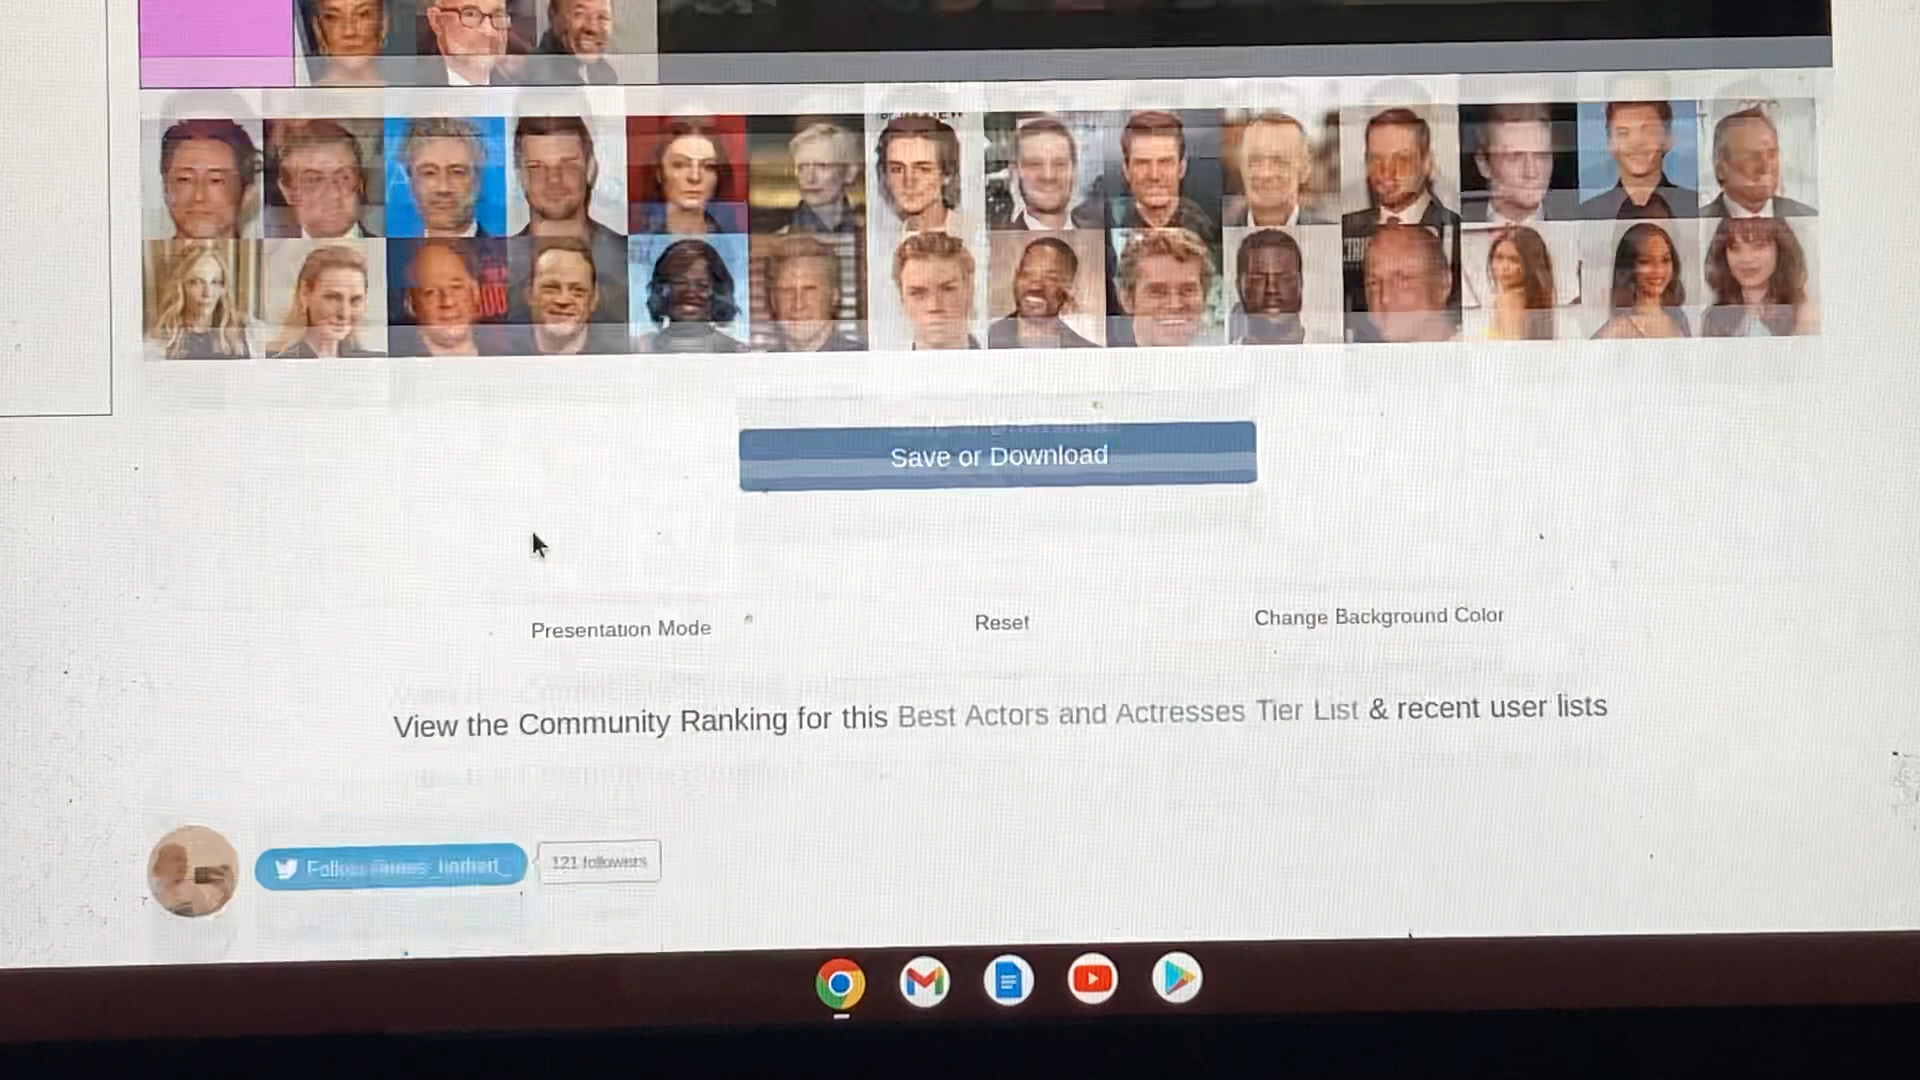 Save or Download
Presentation Mode
Reset
Change Background Color
View the Community Ranking for this Best Actors and Actresses Tier List & recent user lists
121 followers